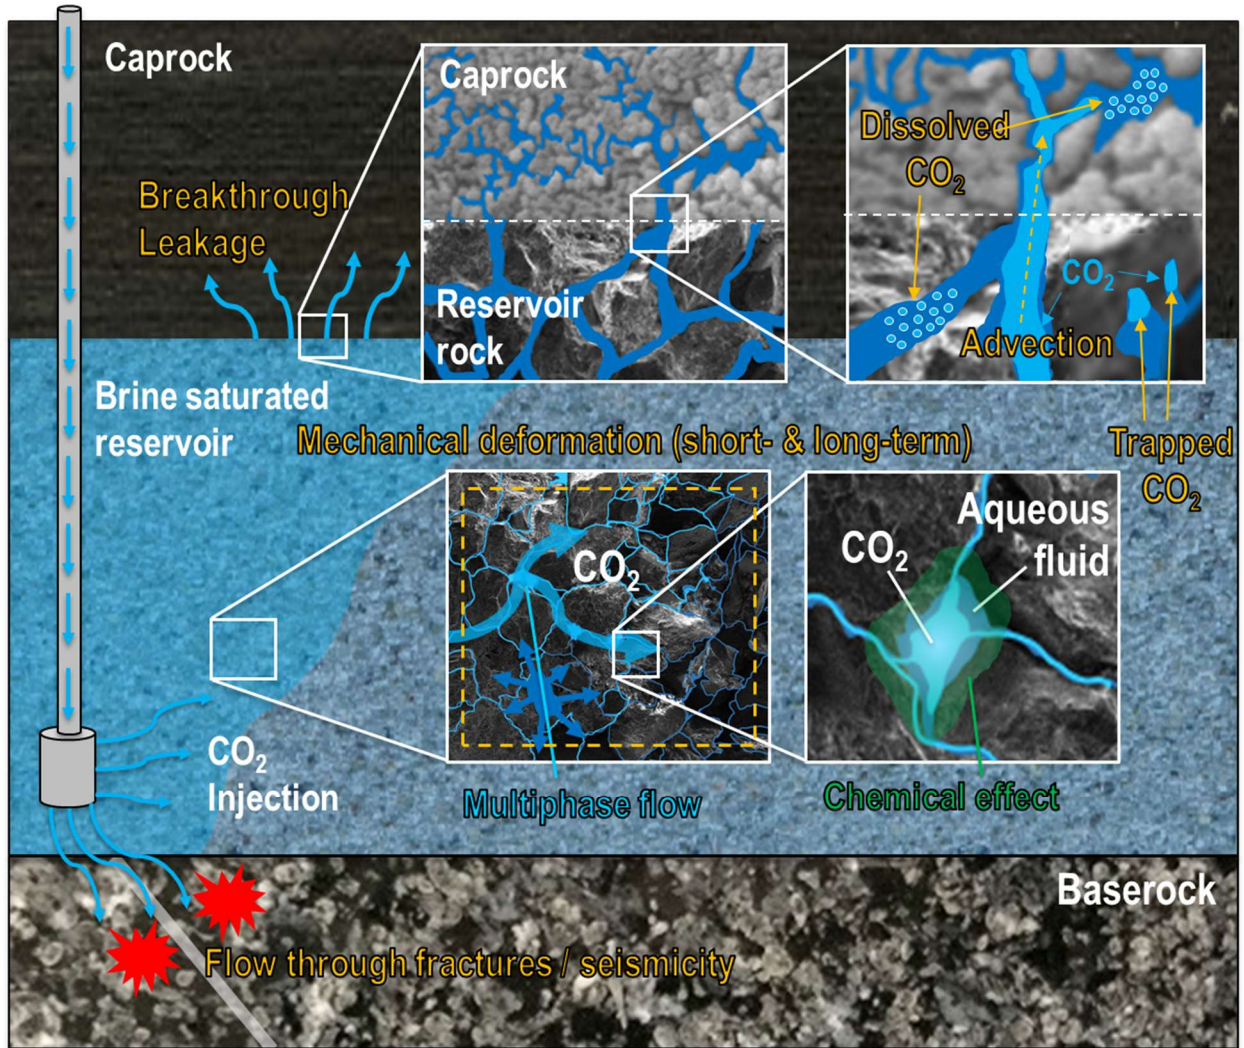 Caprock
Breakthrough
Leakage
Caprock
Reservoir
rock
Dissolved
CO₂
CO₂
Advection
Trapped
CO₂
Brine saturated
reservoir
Mechanical deformation (short- & long-term)
CO₂
Multiphase flow
CO₂
Aqueous
fluid
Chemical effect
CO₂
Injection
Baserock
Flow through fractures / seismicity